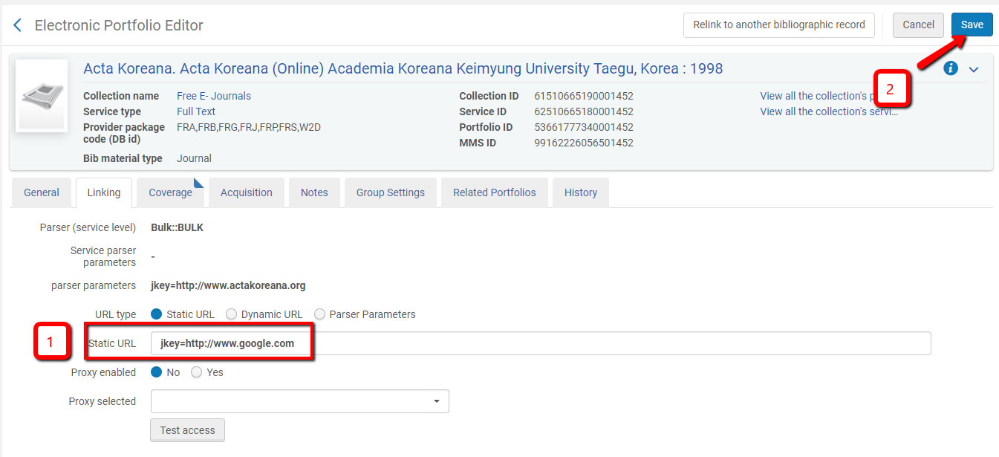 Electronic Portfolio Editor
Relink to another bibliographic record
Cancel
Save
Acta Koreana. Acta Koreana (Online) Academia Koreana Keimyung University Taegu, Korea : 1998
i
2
Collection name Free E- Journals
Collection ID 61510665190001452
View all the collection's
Service type Full Text
Service ID 62510665180001452
View all the collection's servi...
Provider package FRA,FRB,FRG,FRJ,FRP,FRS,W2D
code (DB id)
Portfolio ID 53661777340001452
MMS ID 99162226056501452
Bib material type Journal
General Linking Coverage Acquisition Notes Group Settings Related Portfolios History
Parser (service level) Bulk::BULK
Service parser
parameters -
parser parameters jkey=http://www.actakoreana.org
URL type Static URL Dynamic URL Parser Parameters
1
Static URL jkey=http://www.google.com
Proxy enabled No Yes
Proxy selected
Test access